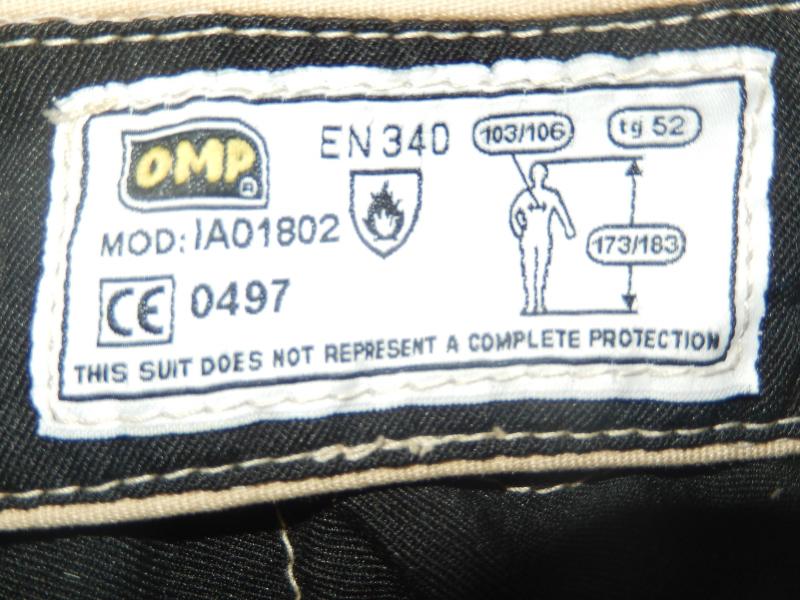 OMP ®
EN 340
103/106
tg 52
MOD: IA01802
173/183
CE 0497
THIS SUIT DOES NOT REPRESENT A COMPLETE PROTECTION